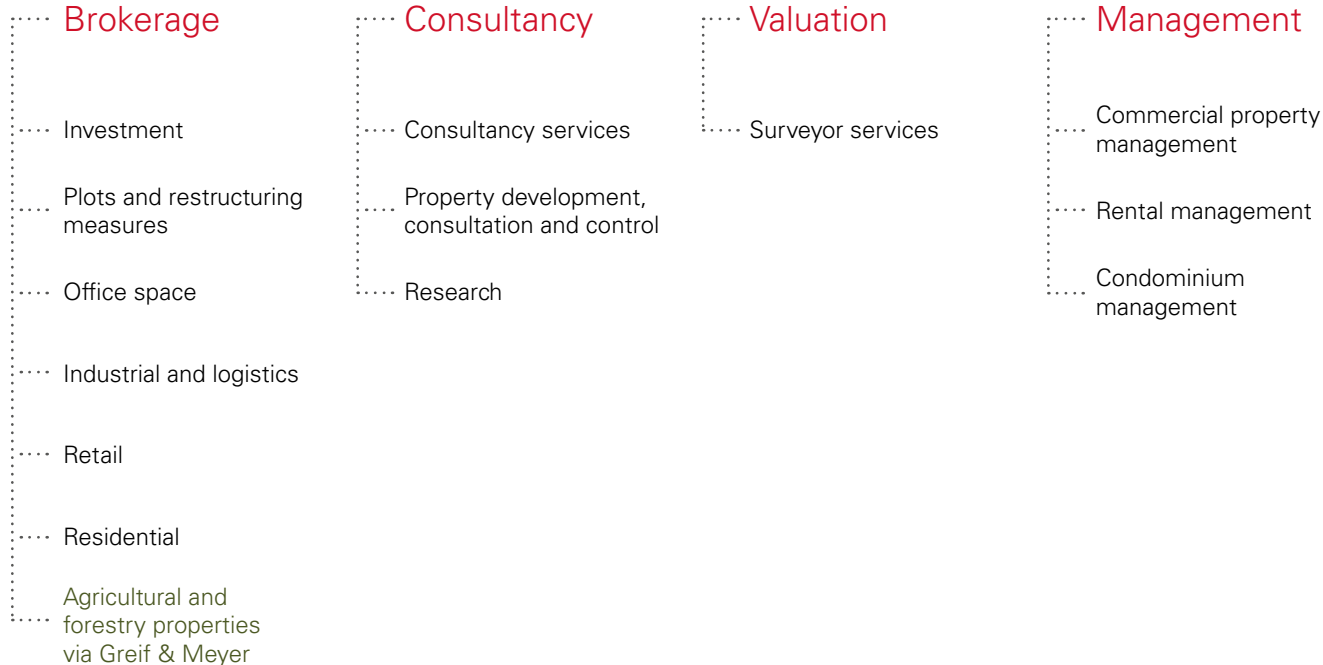 Brokerage
Investment
Plots and restructuring
measures
Office space
Industrial and logistics
Retail
Residential
Agricultural and
forestry properties
via Greif & Meyer
Consultancy
Consultancy services
Property development,
consultation and control
Research
Valuation
Surveyor services
Management
Commercial property
management
Rental management
Condominium
management